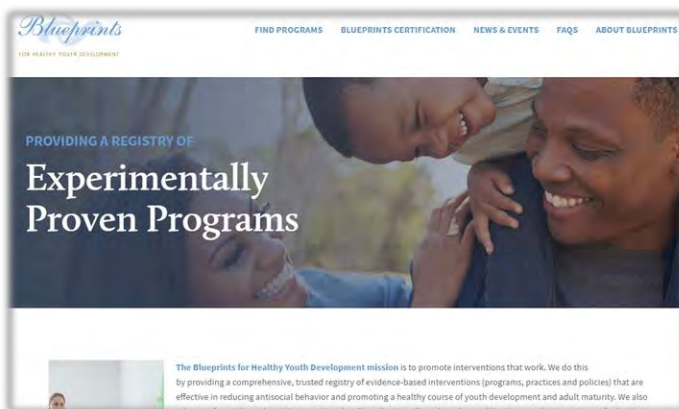 Blueprints
FOR HEALTHY YOUTH DEVELOPMENT
FIND PROGRAMS BLUEPRINTS CERTIFICATION NEWS & EVENTS FAQS ABOUT BLUEPRINTS
PROVIDING A REGISTRY OF
Experimentally
Proven Programs
The Blueprints for Healthy Youth Development mission is to promote interventions that work. We do this
by providing a comprehensive, trusted registry of evidence-based interventions (programs, practices and policies) that are
effective in reducing antisocial behavior and promoting a healthy course of youth development and adult maturity. We also